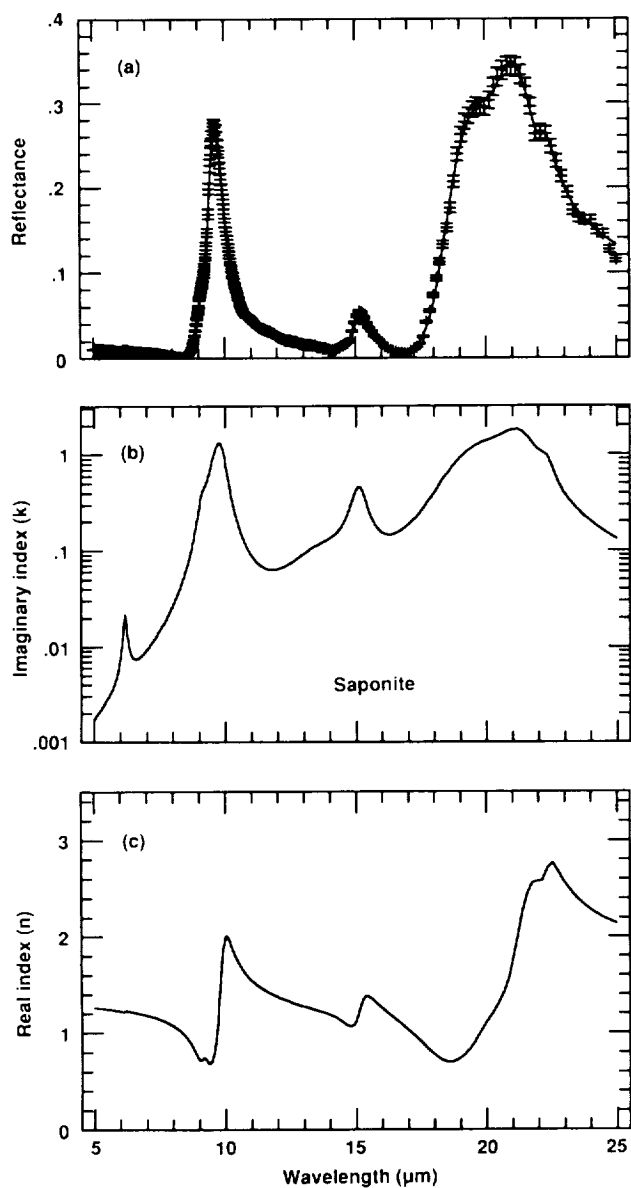 .4
(a)
.3
.2
.1
0
Reflectance
(b)
1
.1
.01
.001
Imaginary index (k)
Saponite
(c)
3
2
1
0
Real index (n)
5 10 15 20 25
Wavelength (μm)